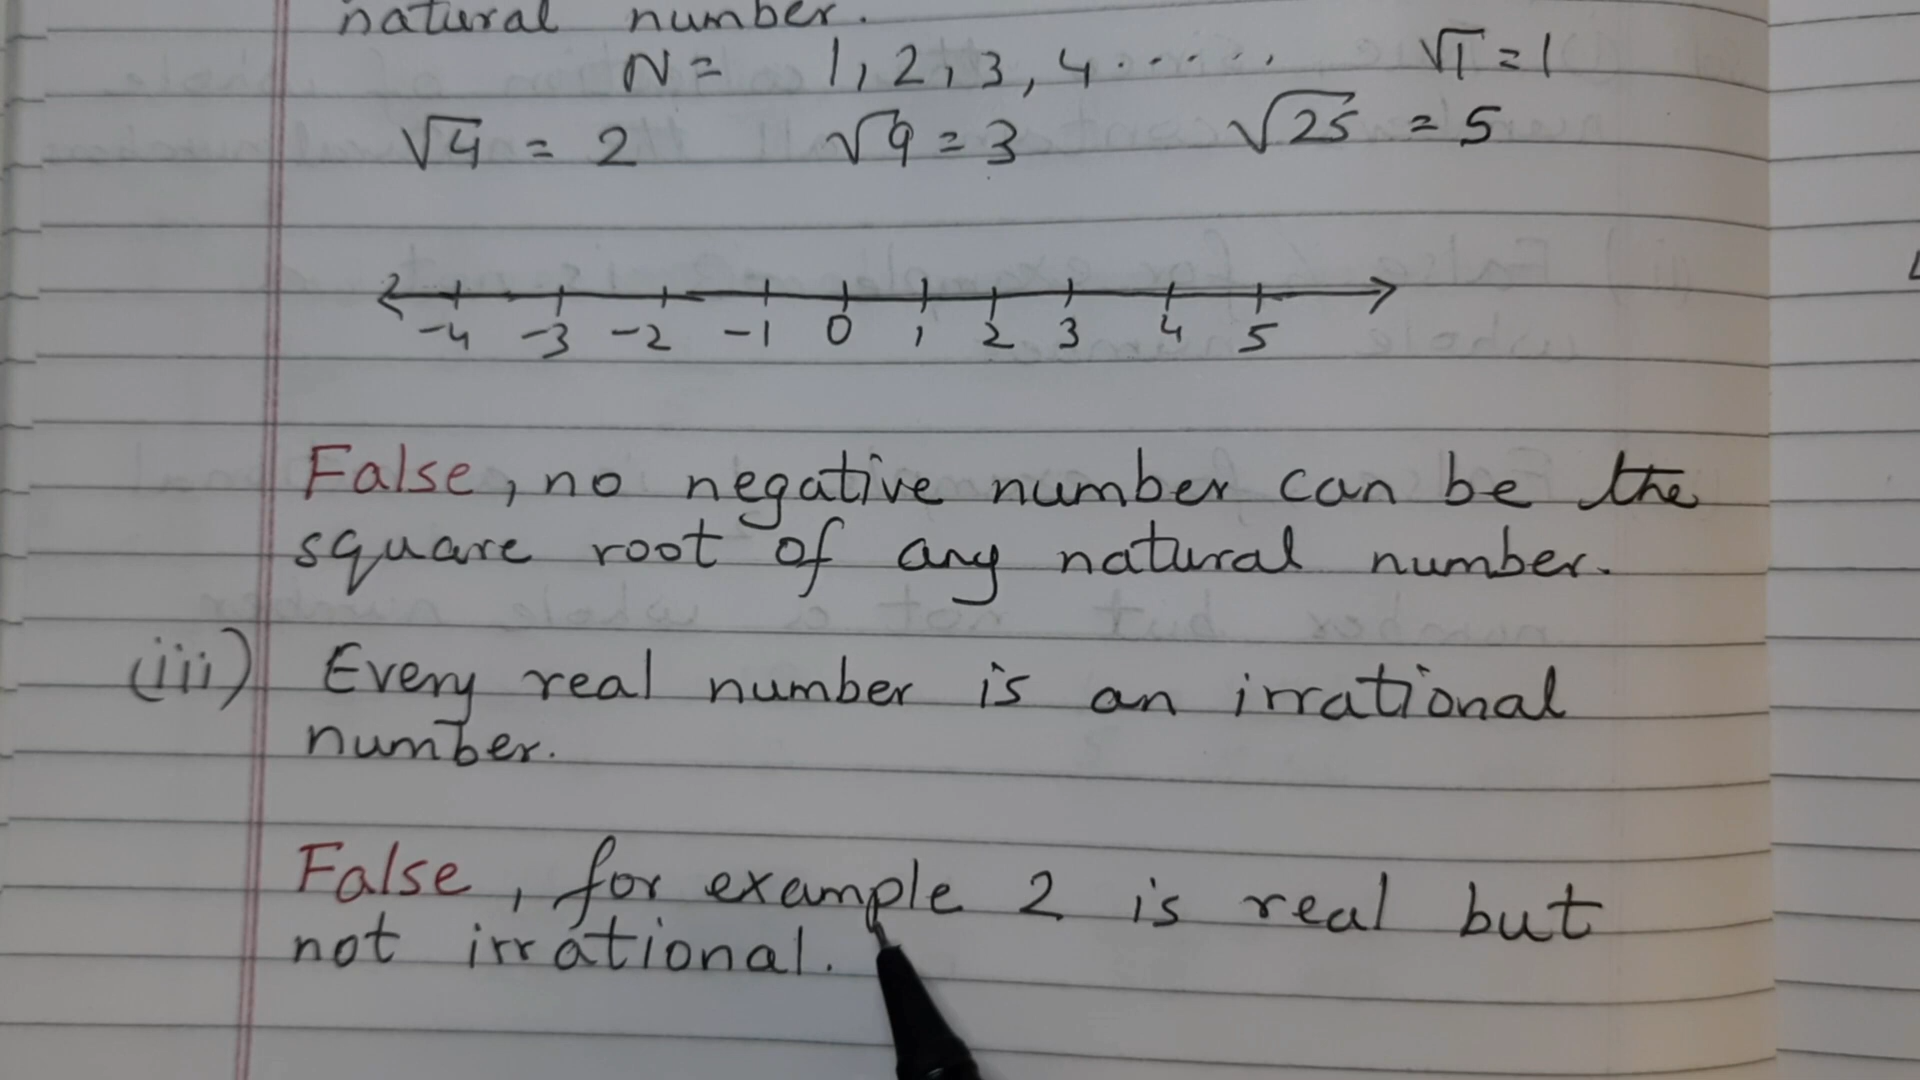 natural number.
N = 1, 2, 3, 4 ...... √1 = 1
√4 = 2 √9 = 3 √25 = 5
-4 -3 -2 -1 0 1 2 3 4 5
False, no negative number can be the
square root of any natural number.
(iii) Every real number is an irrational
number.
False, for example 2 is real but
not irrational.